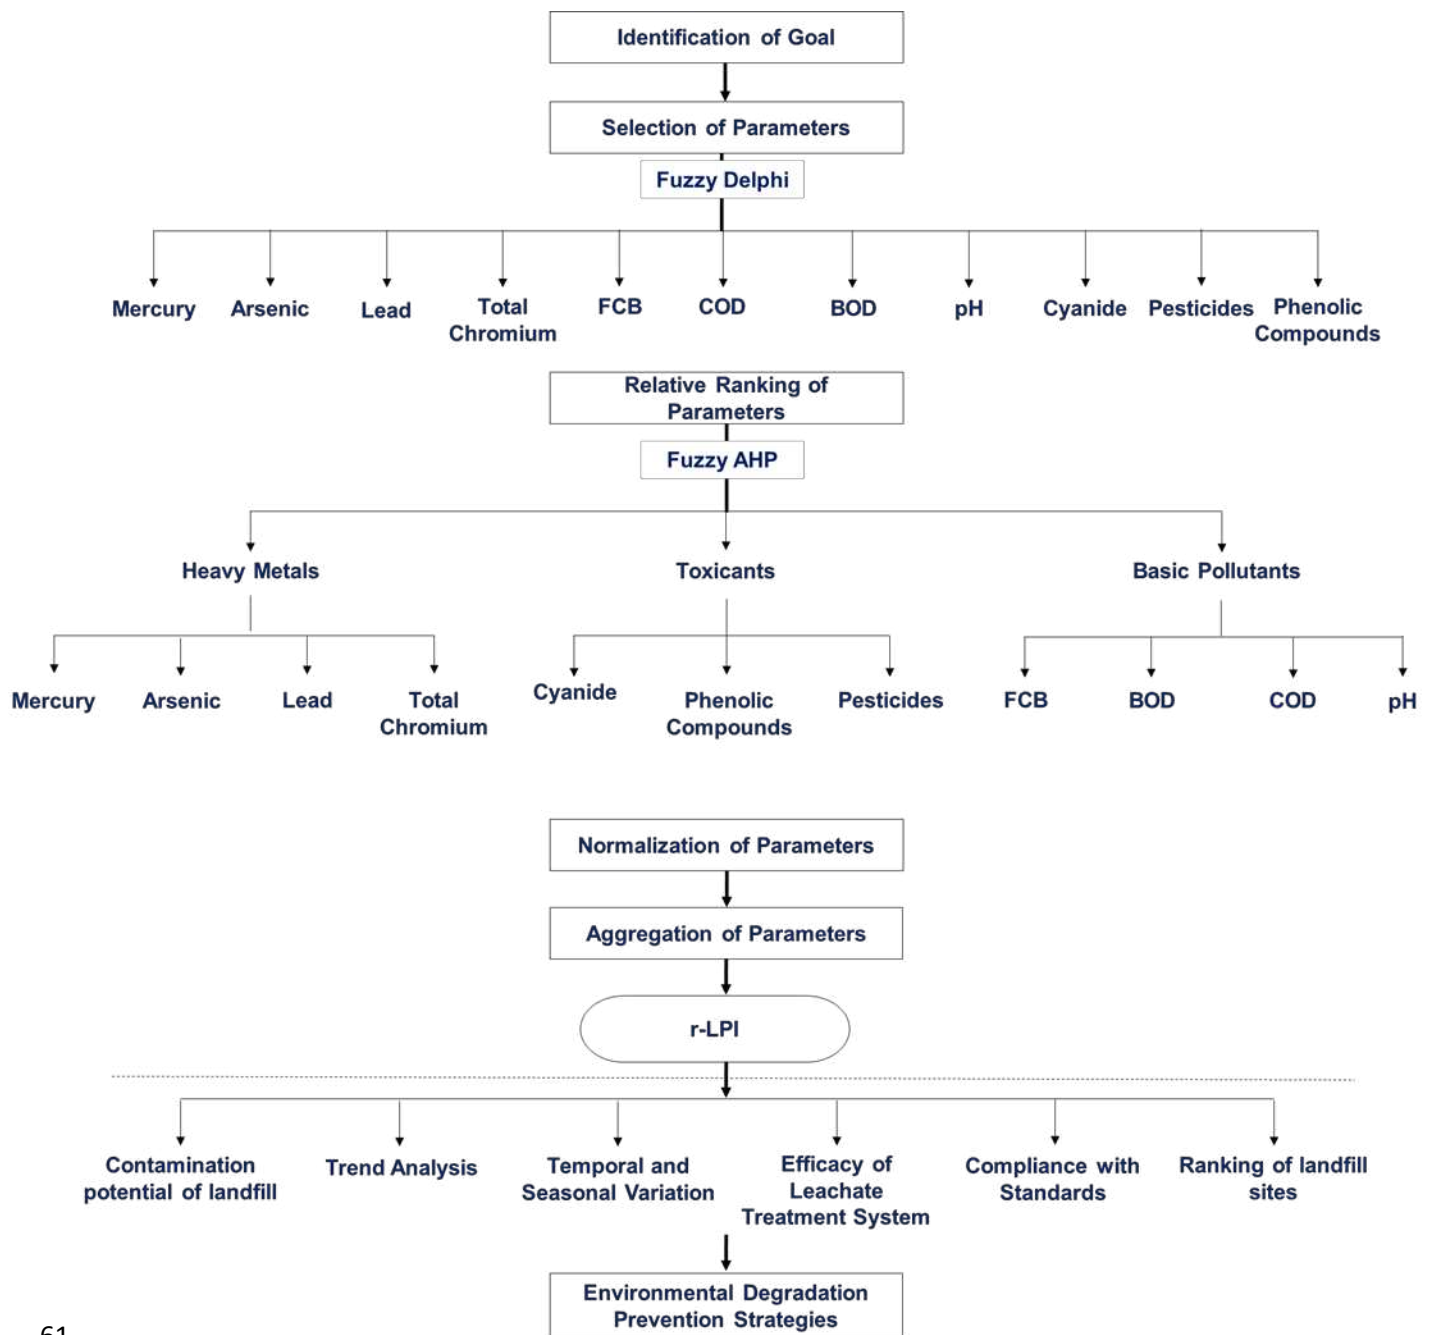 Identification of Goal
Selection of Parameters
Fuzzy Delphi
Mercury
Arsenic
Lead
Total
Chromium
FCB
COD
BOD
pH
Cyanide
Pesticides
Phenolic
Compounds
Relative Ranking of
Parameters
Fuzzy AHP
Heavy Metals
Toxicants
Basic Pollutants
Mercury
Arsenic
Lead
Total
Chromium
Cyanide
Phenolic
Compounds
Pesticides
FCB
BOD
COD
pH
Normalization of Parameters
Aggregation of Parameters
r-LPI
Contamination
potential of landfill
Trend Analysis
Temporal and
Seasonal Variation
Efficacy of
Leachate
Treatment System
Compliance with
Standards
Ranking of landfill
sites
Environmental Degradation
Prevention Strategies
61